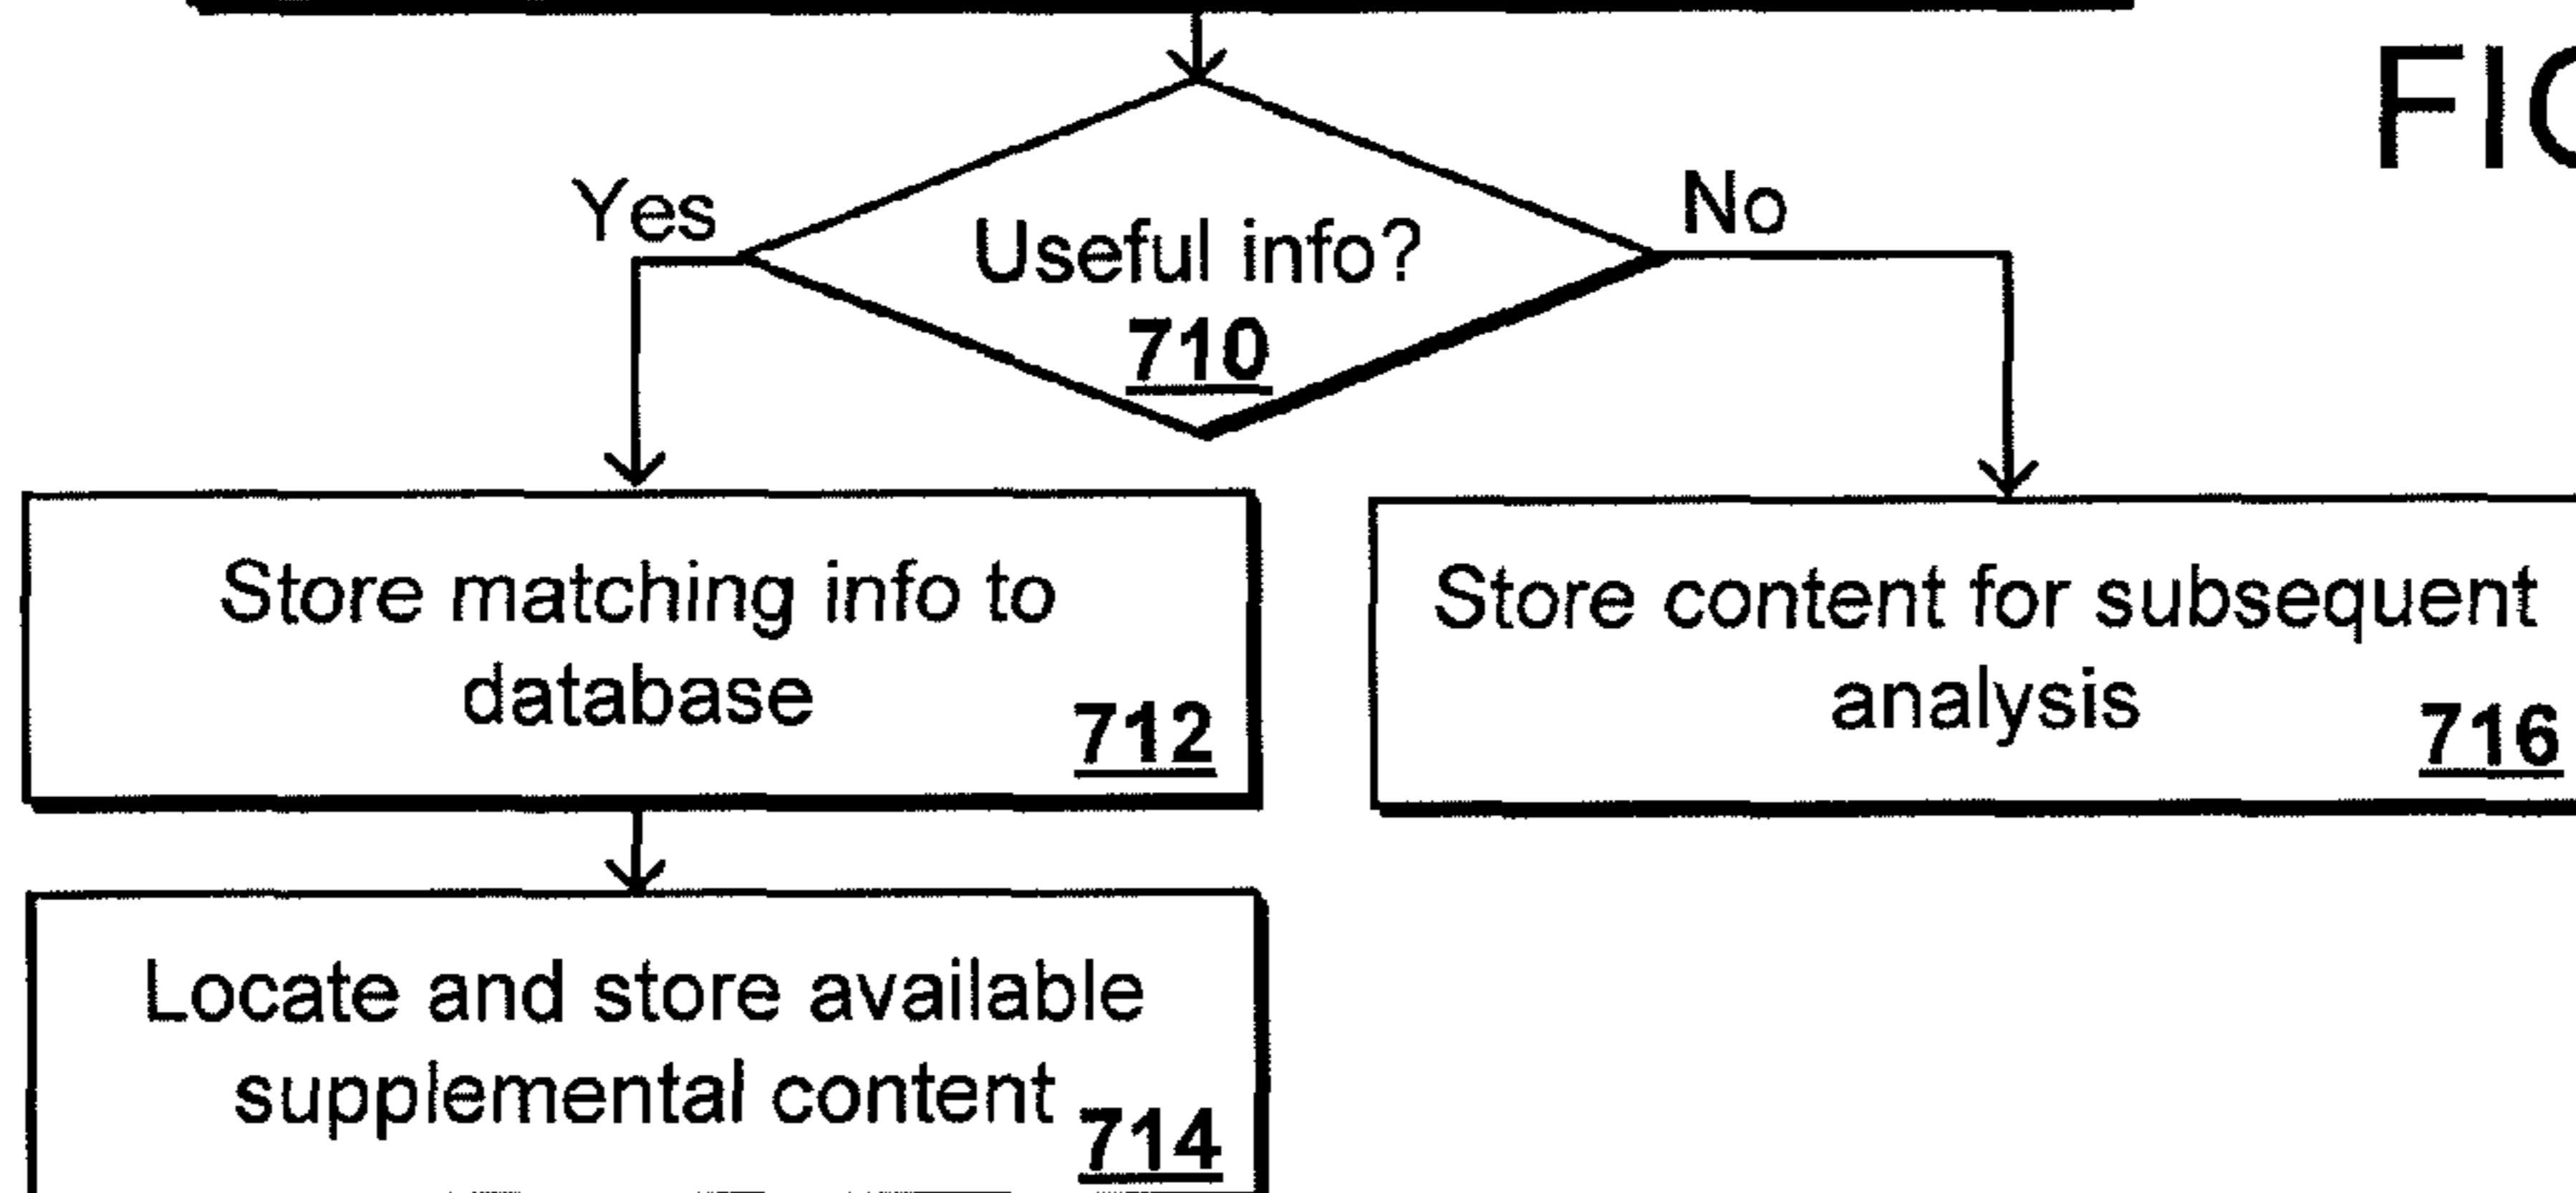 Yes
Useful info?
No
710
Store matching info to
database
712
Store content for subsequent
analysis
716
Locate and store available
supplemental content
714